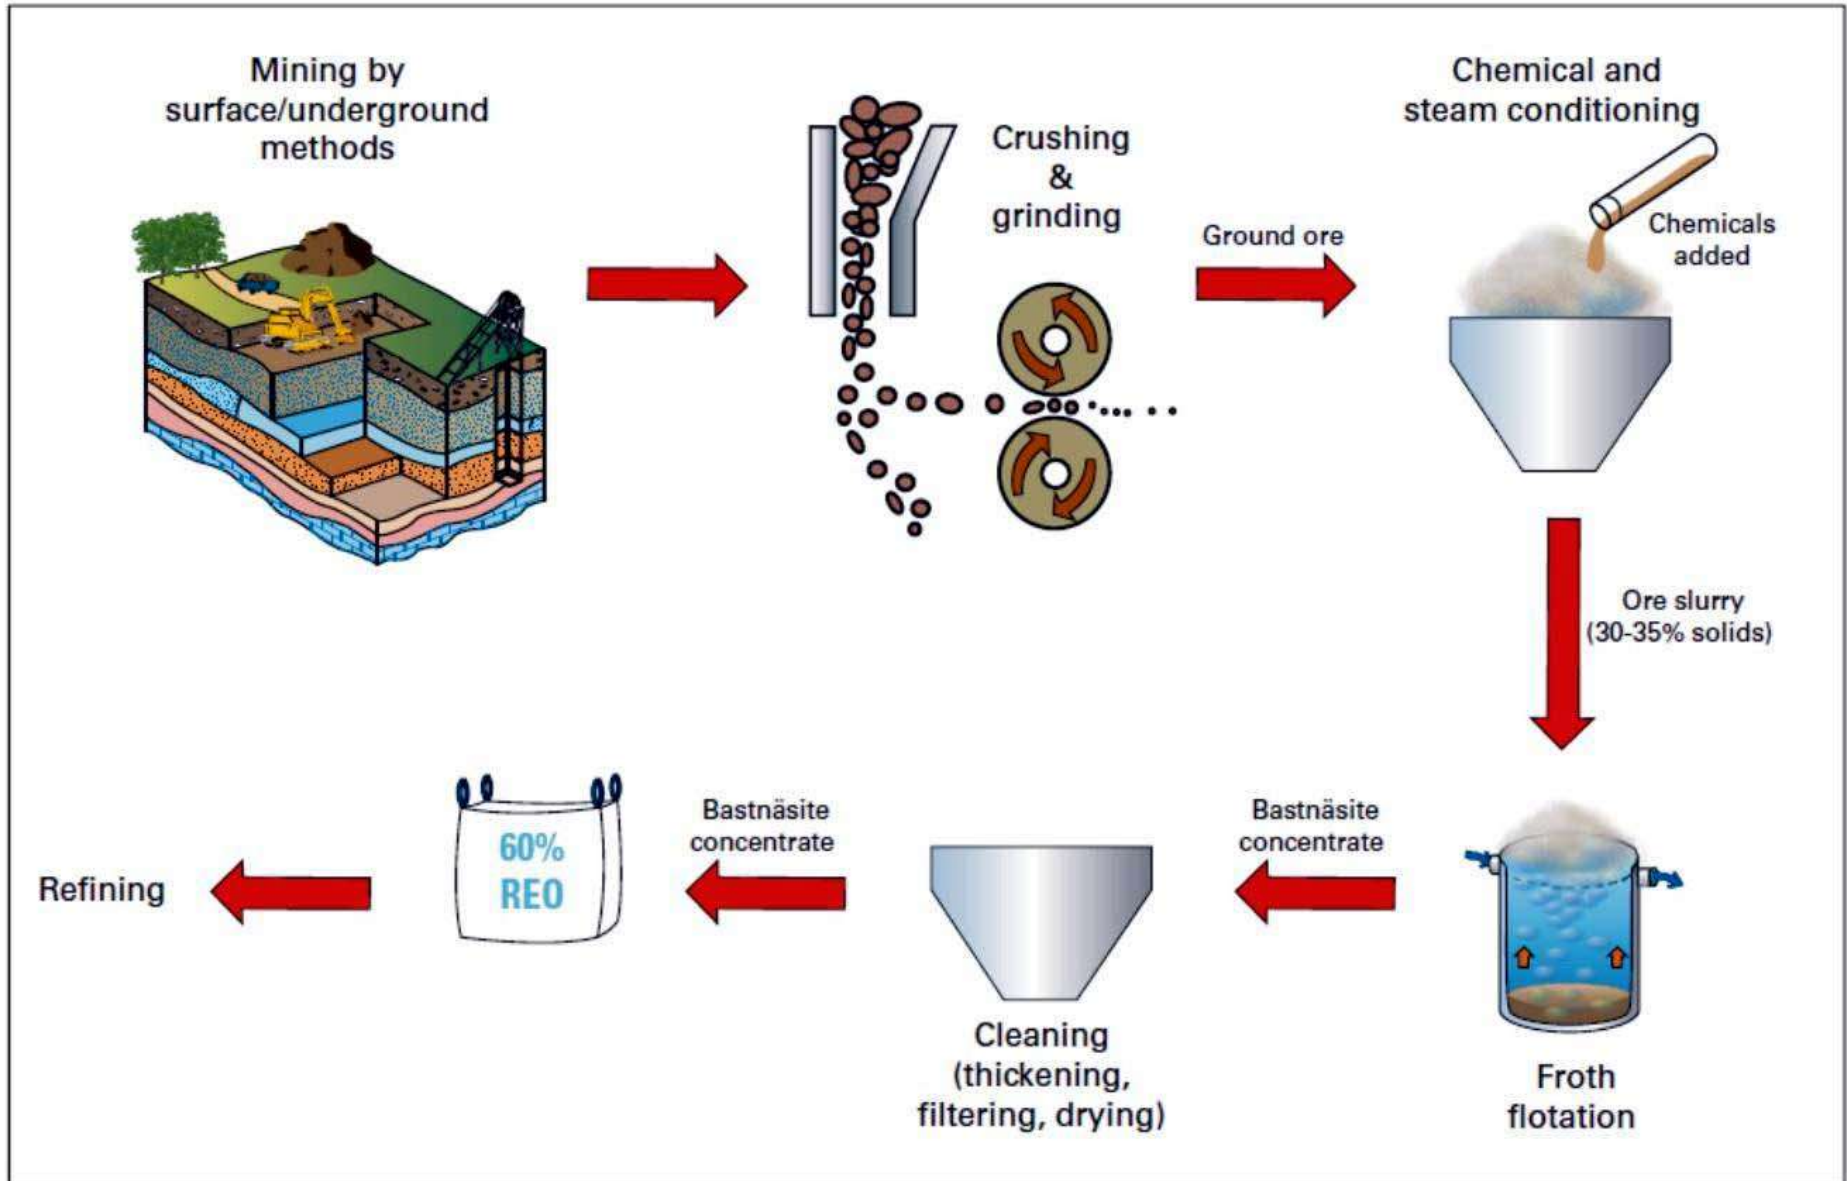 Mining by
surface/underground
methods
Crushing
&
grinding
Ground ore
Chemical and
steam conditioning
Chemicals
added
Ore slurry
(30-35% solids)
Froth
flotation
Bastnäsite
concentrate
Cleaning
(thickening,
filtering, drying)
Bastnäsite
concentrate
60%
REO
Refining